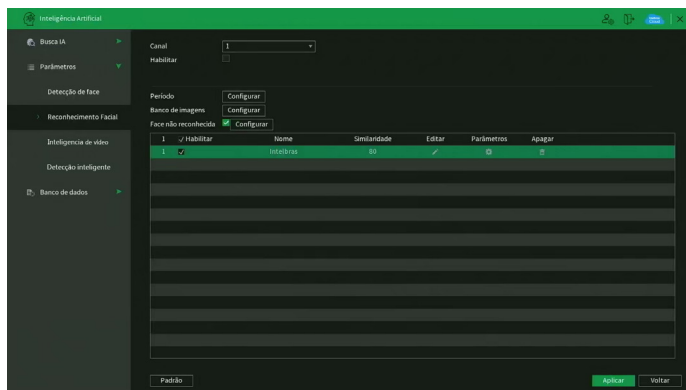 Inteligência Artificial
Busca IA
Parâmetros
Detecção de face
Reconhecimento Facial
Inteligencia de vídeo
Detecção inteligente
Banco de dados
Canal 1
Habilitar
Período Configurar
Banco de imagens Configurar
Face não reconhecida Configurar
1 Habilitar Nome Similaridade Editar Parâmetros Apagar
1 Intelbras 80
Padrão Aplicar Voltar